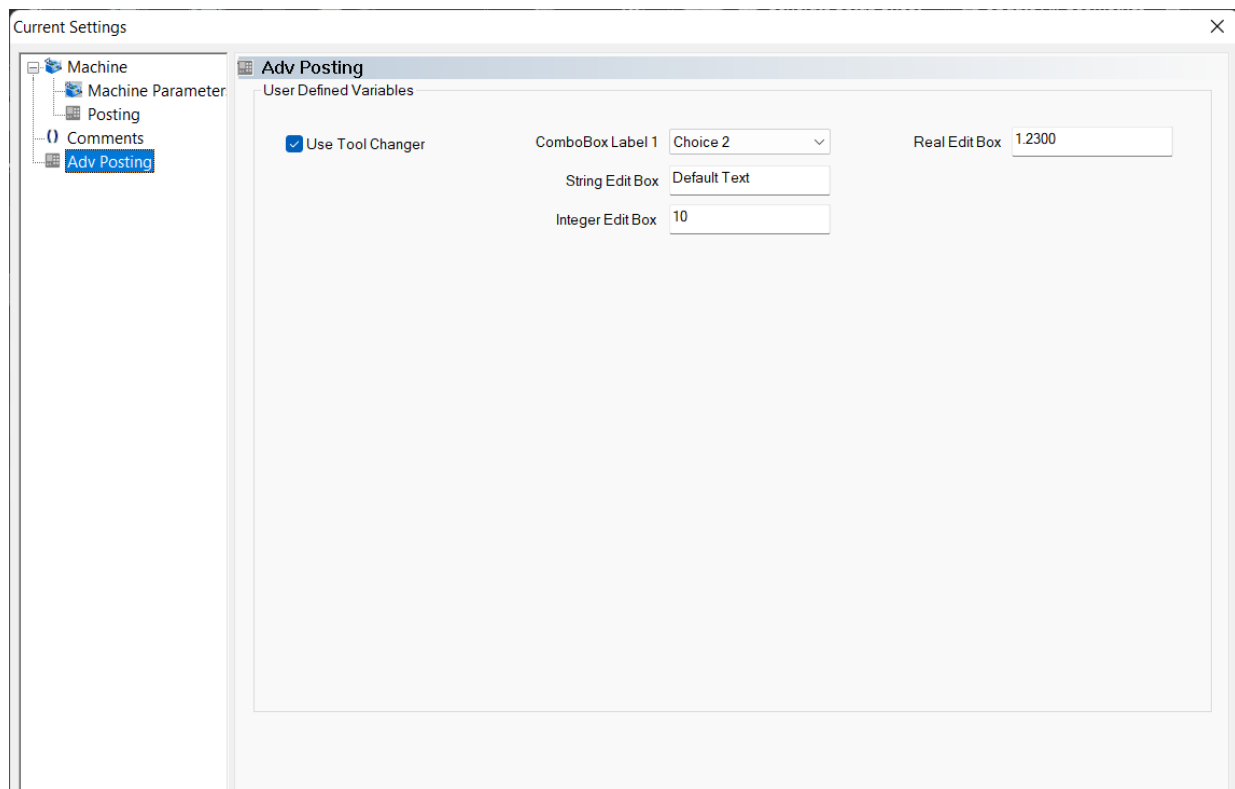 Current Settings
Machine
Machine Parameter
Posting
() Comments
Adv Posting
Adv Posting
User Defined Variables
Use Tool Changer
ComboBox Label 1 Choice 2
Real Edit Box 1.2300
String Edit Box Default Text
Integer Edit Box 10